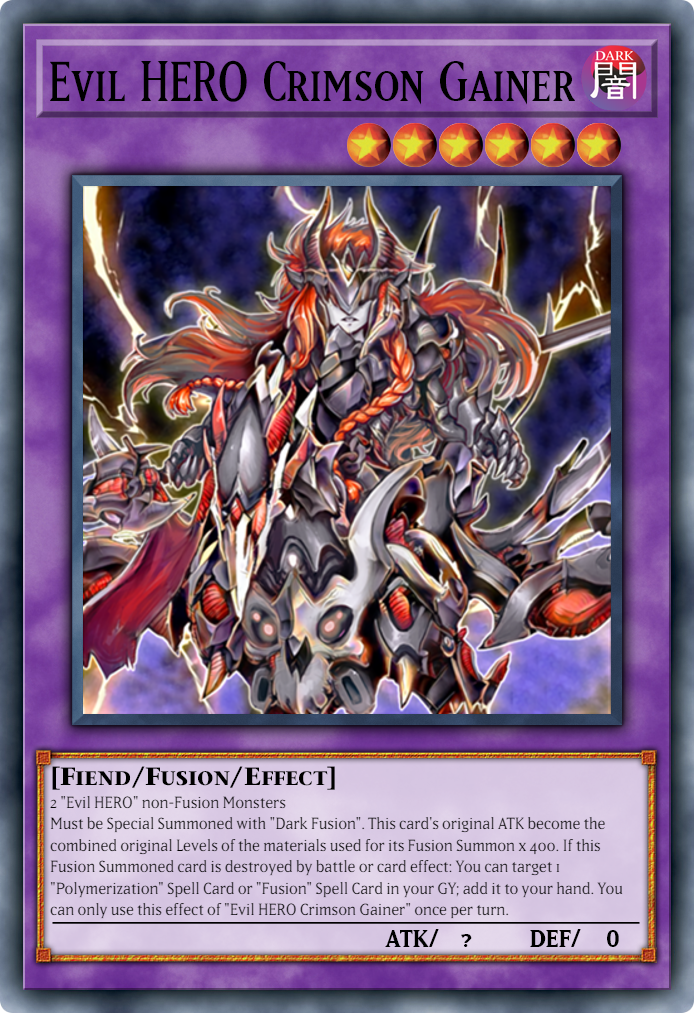 Evil HERO Crimson Gainer
DARK
闇
[Fiend/Fusion/Effect]
2 "Evil HERO" non-Fusion Monsters
Must be Special Summoned with "Dark Fusion". This card's original ATK become the
combined original Levels of the materials used for its Fusion Summon x 400. If this
Fusion Summoned card is destroyed by battle or card effect: You can target 1
"Polymerization" Spell Card or "Fusion" Spell Card in your GY; add it to your hand. You
can only use this effect of "Evil HERO Crimson Gainer" once per turn.
ATK/ ? DEF/ 0